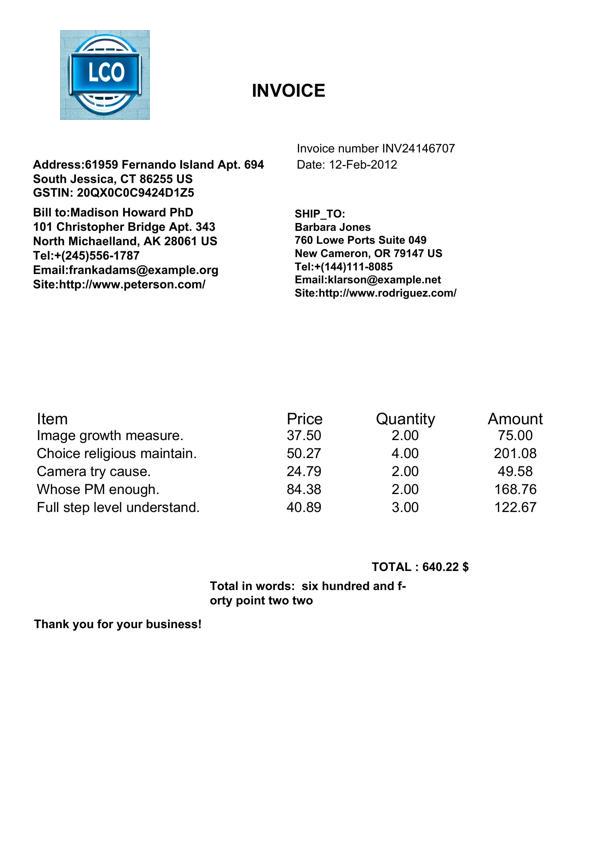 LCO
INVOICE
Invoice number INV24146707
Date: 12-Feb-2012
Address:61959 Fernando Island Apt. 694
South Jessica, CT 86255 US
GSTIN: 20QX0C0C9424D1Z5
Bill to:Madison Howard PhD
101 Christopher Bridge Apt. 343
North Michaelland, AK 28061 US
Tel:+(245)556-1787
Email:frankadams@example.org
Site:http://www.peterson.com/
SHIP_TO:
Barbara Jones
760 Lowe Ports Suite 049
New Cameron, OR 79147 US
Tel:+(144)111-8085
Email:klarson@example.net
Site:http://www.rodriguez.com/
Item Price Quantity Amount
Image growth measure. 37.50 2.00 75.00
Choice religious maintain. 50.27 4.00 201.08
Camera try cause. 24.79 2.00 49.58
Whose PM enough. 84.38 2.00 168.76
Full step level understand. 40.89 3.00 122.67
TOTAL : 640.22 $
Total in words:  six hundred and f-
orty point two two
Thank you for your business!